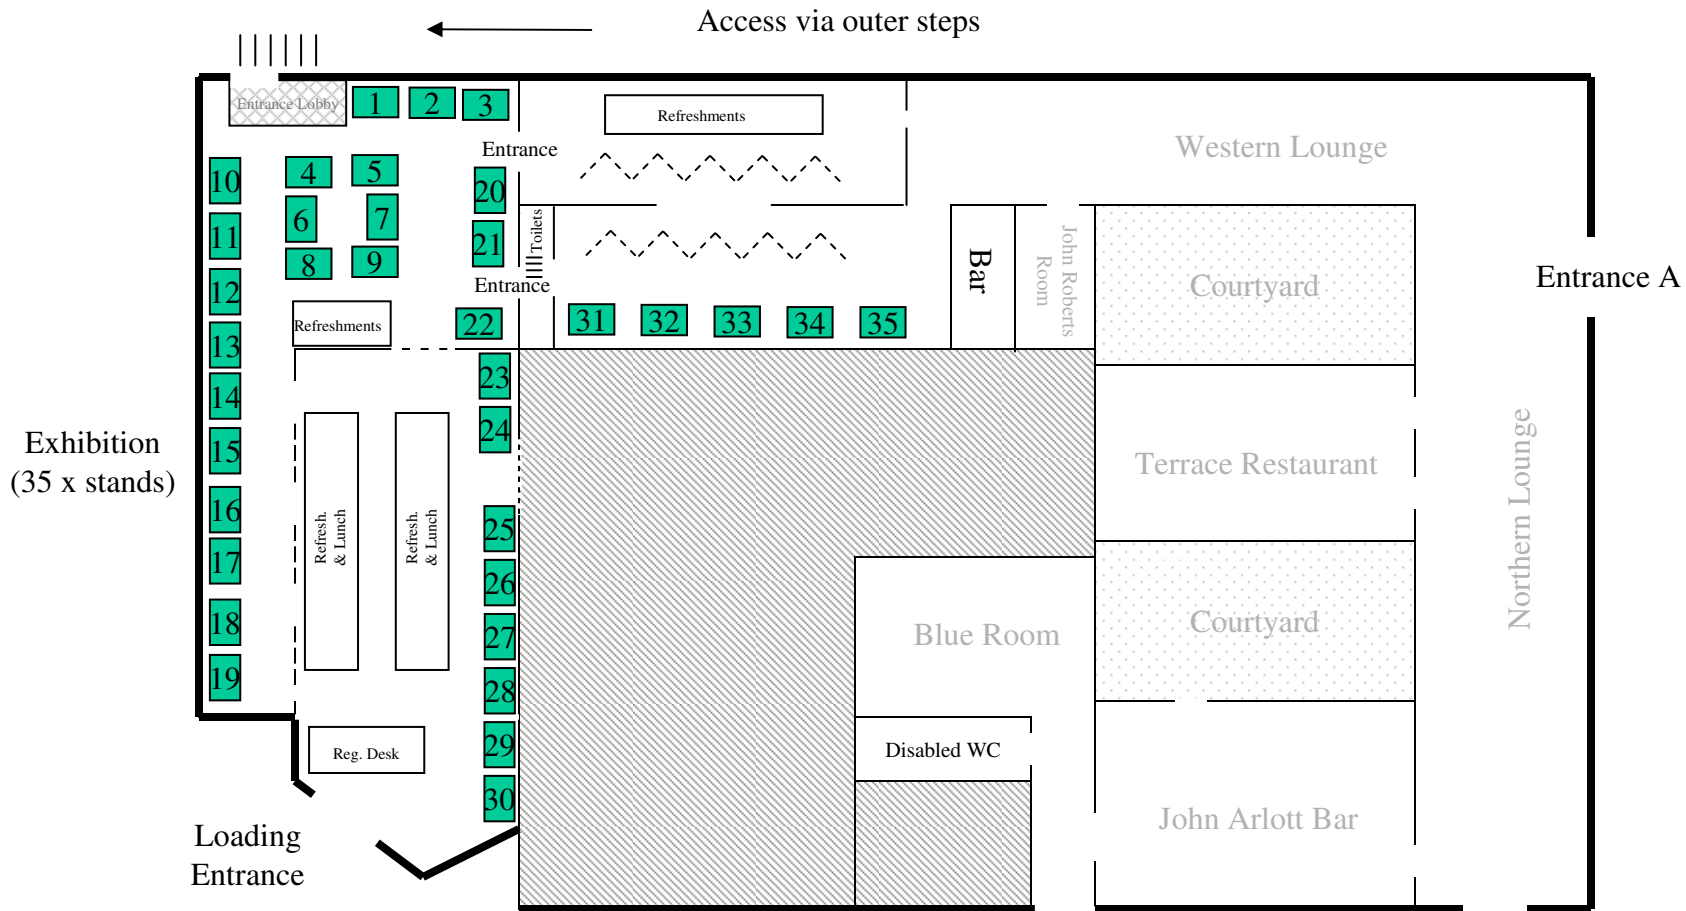 Access via outer steps
Entrance Lobby
1
2
3
Refreshments
Entrance
Western Lounge
4
5
10
20
6
7
11
21
Toilets
8
9
Entrance
Bar
John Roberts
Room
Courtyard
Entrance A
12
Refreshments
22
31
32
33
34
35
13
23
14
24
Exhibition
(35 x stands)
15
Terrace Restaurant
Northern Lounge
16
Refresh.
& Lunch
Refresh.
& Lunch
25
17
26
18
27
Blue Room
Courtyard
19
28
Reg. Desk
29
Disabled WC
30
Loading
Entrance
John Arlott Bar